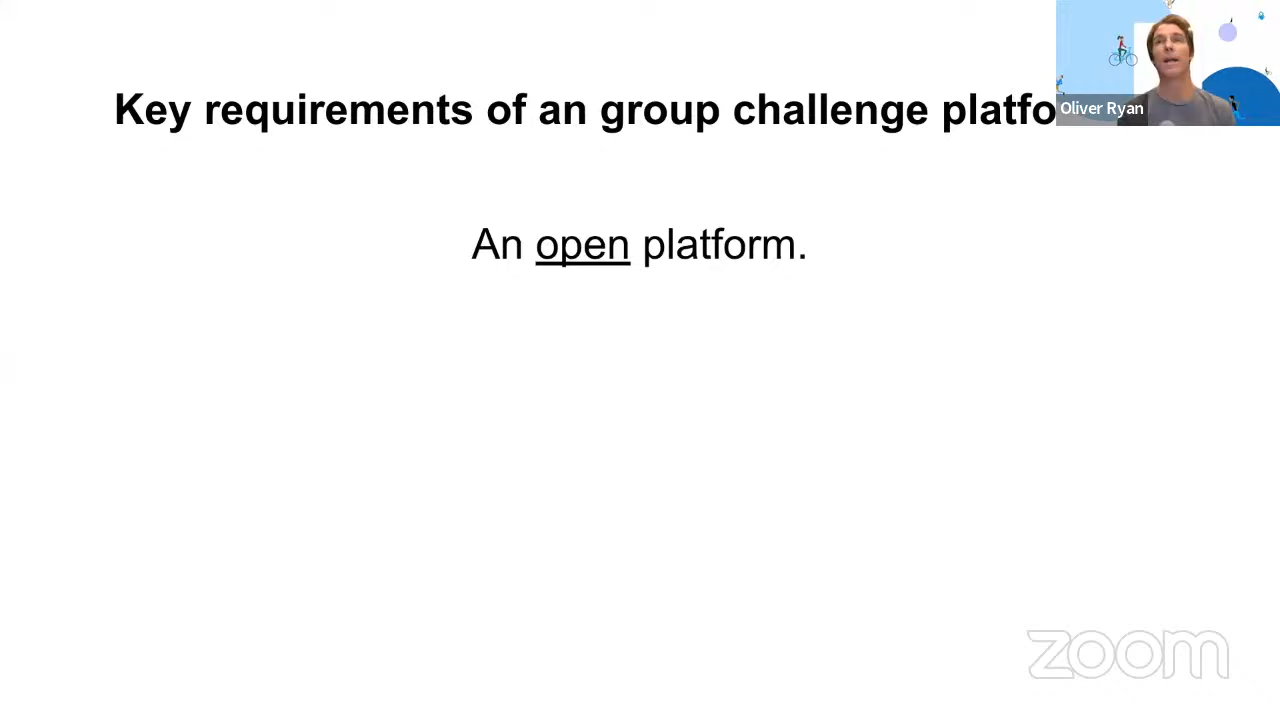 Key requirements of an group challenge platfo
Oliver Ryan
An open platform.
zoom